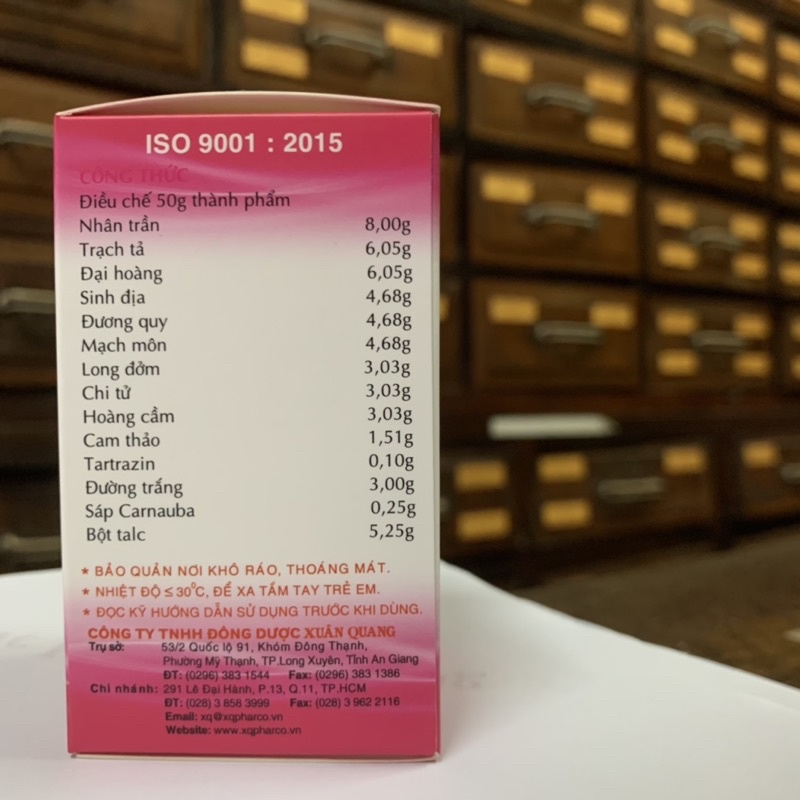 ISO 9001 : 2015
CÔNG THỨC
Điều chế 50g thành phẩm
Nhân trần 8,00g
Trạch tả 6,05g
Đại hoàng 6,05g
Sinh địa 4,68g
Đương quy 4,68g
Mạch môn 4,68g
Long đởm 3,03g
Chi tử 3,03g
Hoàng cầm 3,03g
Cam thảo 1,51g
Tartrazin 0,10g
Đường trắng 3,00g
Sáp Carnauba 0,25g
Bột talc 5,25g
* BẢO QUẢN NƠI KHÔ RÁO, THOÁNG MÁT.
* NHIỆT ĐỘ ≤ 30⁰C, ĐỂ XA TẦM TAY TRẺ EM.
* ĐỌC KỸ HƯỚNG DẪN SỬ DỤNG TRƯỚC KHI DÙNG.
CÔNG TY TNHH ĐÔNG DƯỢC XUÂN QUANG
Trụ sở: 53/2 Quốc lộ 91, Khóm Đông Thạnh,
Phường Mỹ Thạnh, TP.Long Xuyên, Tỉnh An Giang
ĐT: (0296) 383 1544 Fax: (0296) 383 1386
Chi nhánh: 291 Lê Đại Hành, P.13, Q.11, TP.HCM
ĐT: (028) 3 858 3999 Fax: (028) 3 962 2116
Email: xq@xqpharco.vn
Website: www.xqpharco.vn